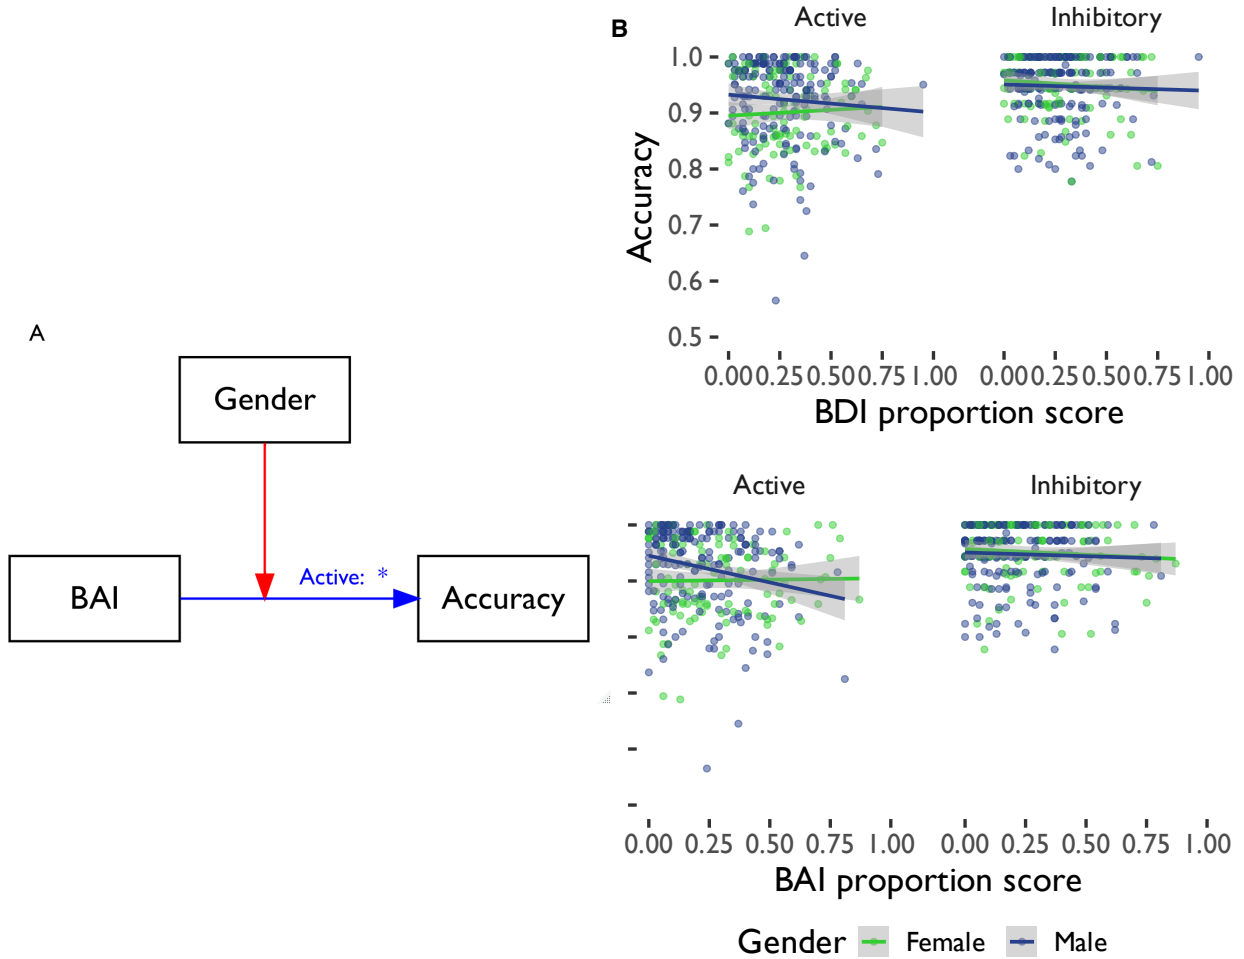 A
Gender
BAI
Active: *
Accuracy
B
Active
Inhibitory
Accuracy
1.0
0.9
0.8
0.7
0.6
0.5
0.00 0.25 0.50 0.75 1.00
0.00 0.25 0.50 0.75 1.00
BDI proportion score
Active
Inhibitory
0.00 0.25 0.50 0.75 1.00
0.00 0.25 0.50 0.75 1.00
BAI proportion score
Gender Female Male